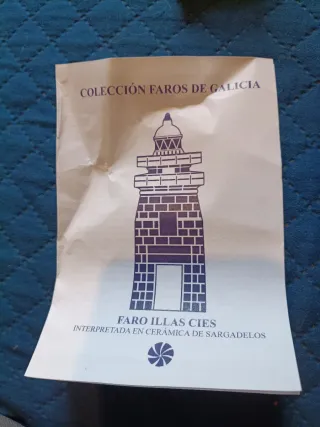 COLECCIÓN FAROS DE GALICIA
FARO ILLAS CIES
INTERPRETADA EN CERÁMICA DE SARGADELOS